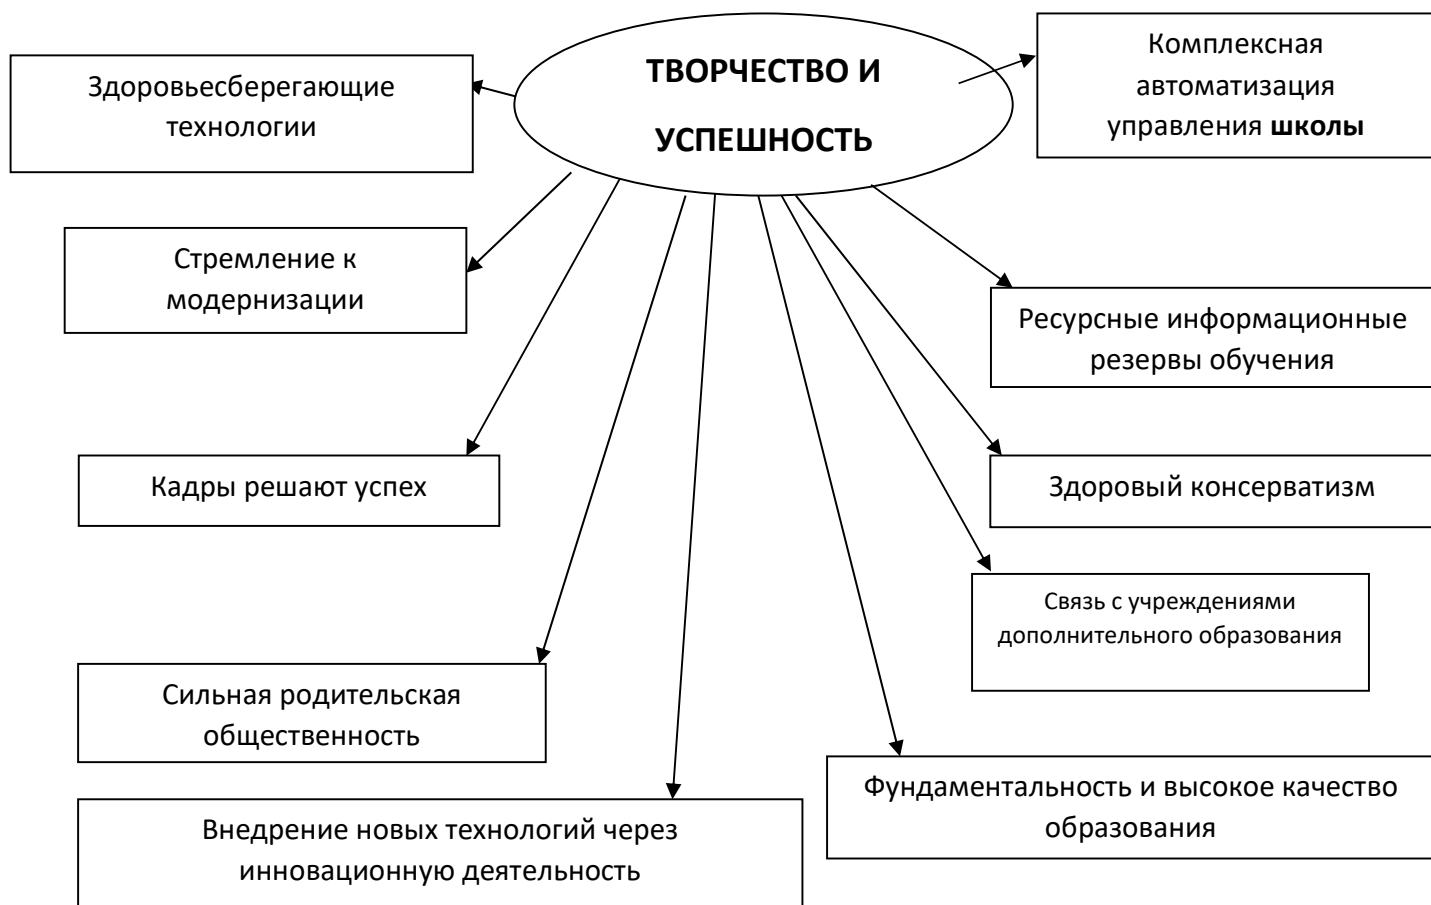 ТВОРЧЕСТВО И
УСПЕШНОСТЬ
Комплексная
автоматизация
управления школы
Здоровьесберегающие
технологии
Стремление к
модернизации
Ресурсные информационные
резервы обучения
Кадры решают успех
Здоровый консерватизм
Связь с учреждениями
дополнительного образования
Сильная родительская
общественность
Фундаментальность и высокое качество
образования
Внедрение новых технологий через
инновационную деятельность